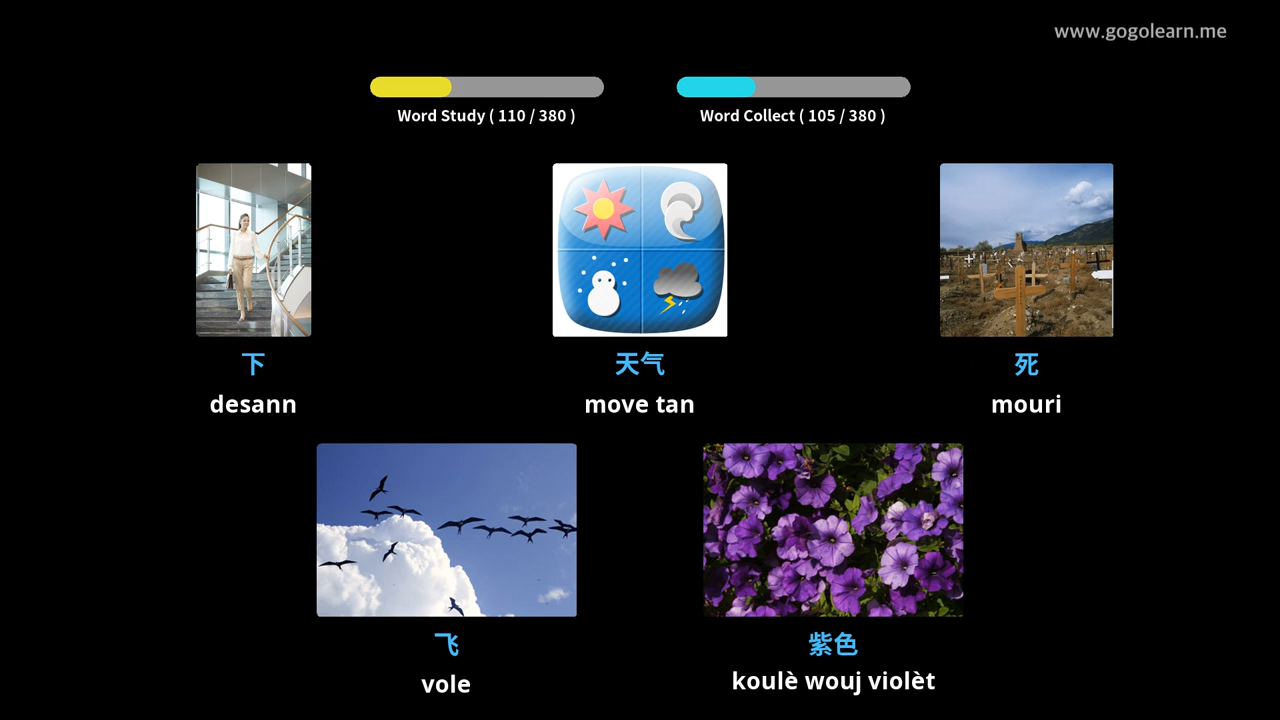 www.gogolearn.me
Word Study ( 110 / 380 )
Word Collect ( 105 / 380 )
下
desann
天气
move tan
死
mouri
飞
vole
紫色
koulè wouj violèt